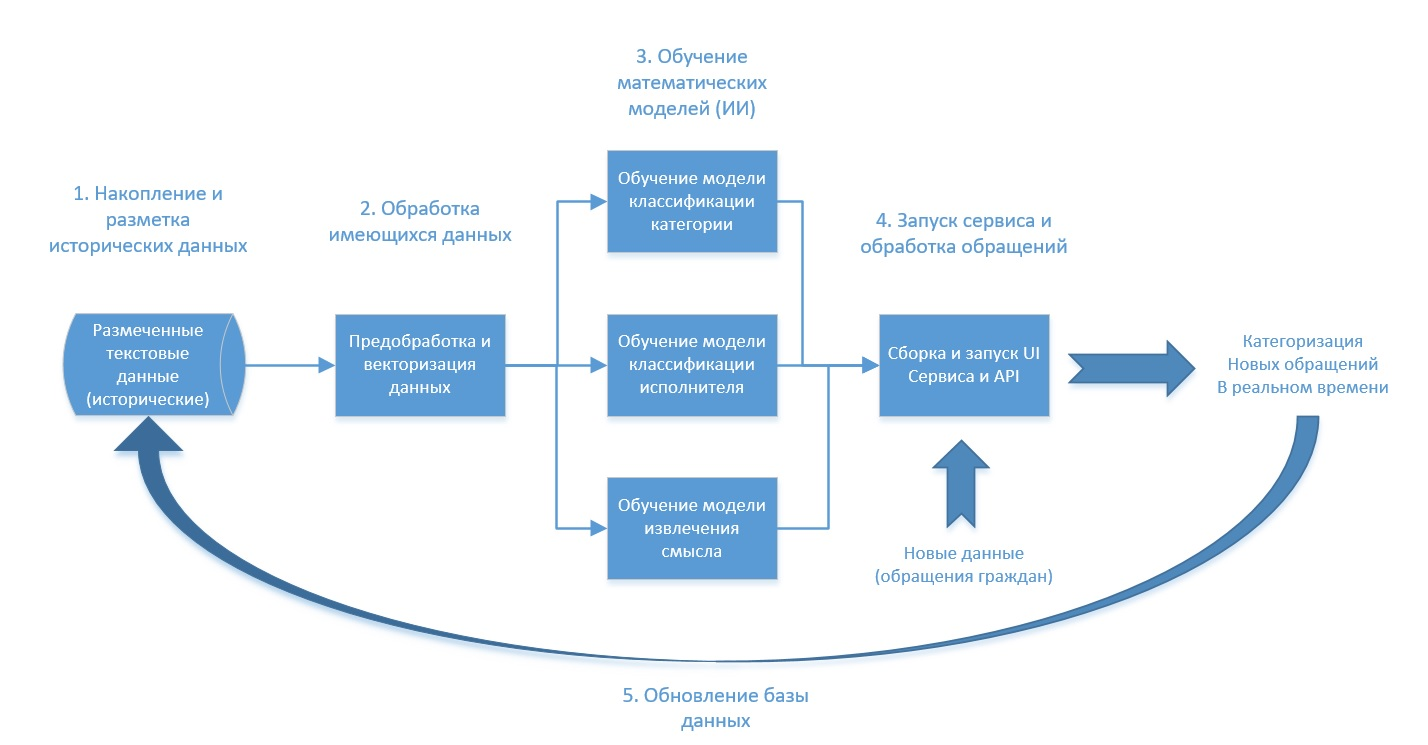 1. Накопление и
разметка
исторических данных
Размеченные
текстовые
данные
(исторические)
2. Обработка
имеющихся данных
Предобработка и
векторизация
данных
3. Обучение
математических
моделей (ИИ)
Обучение модели
классификации
категории
Обучение модели
классификации
исполнителя
Обучение модели
извлечения
смысла
4. Запуск сервиса и
обработка обращений
Сборка и запуск UI
Сервиса и API
Новые данные
(обращения граждан)
Категоризация
Новых обращений
В реальном времени
5. Обновление базы
данных